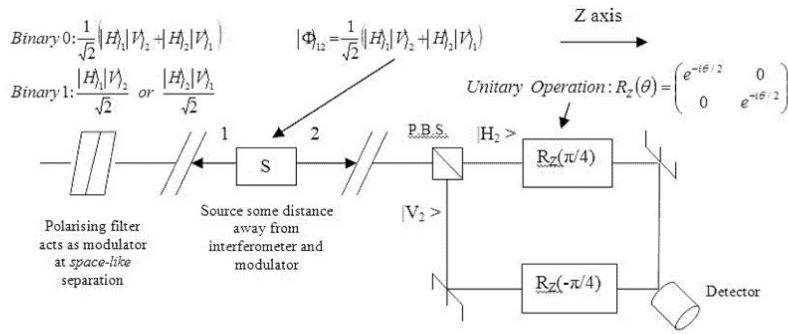 Binary 0: 1/√2 (|H⟩₁|V⟩₂ + |H⟩₂|V⟩₁)
|Φ⟩₁₂ = 1/√2 (|H⟩₁|V⟩₂ + |H⟩₂|V⟩₁)
Z axis
Binary 1: |H⟩₁|V⟩₂/√2 or |H⟩₂|V⟩₁/√2
Unitary Operation: R_Z(θ) = (e^{-iθ/2} 0
0 e^{-iθ/2})
1
2
P.B.S.
|H₂ >
S
R_Z(π/4)
Polarising filter
acts as modulator
at space-like
separation
Source some distance
away from
interferometer and
modulator
|V₂ >
R_Z(-π/4)
Detector